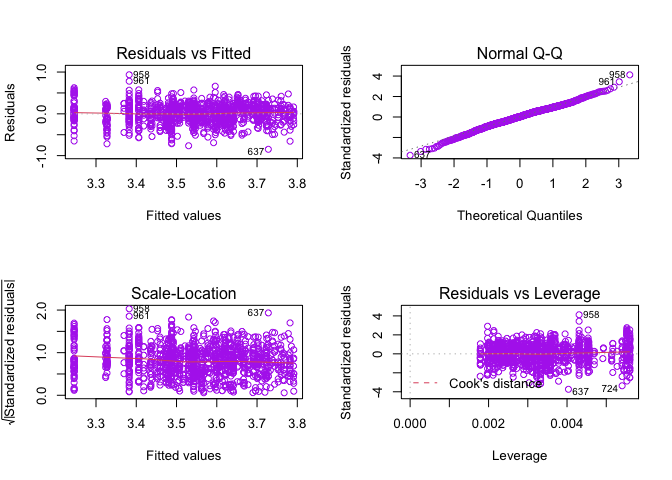 Residuals vs Fitted
Residuals
-1.0 0.0 1.0
958
961
637
3.3 3.4 3.5 3.6 3.7 3.8
Fitted values
Normal Q-Q
Standardized residuals
-4 0 2 4
958
961
637
-3 -2 -1 0 1 2 3
Theoretical Quantiles
Scale-Location
√|Standardized residuals|
0.0 1.0 2.0
958
961
637
3.3 3.4 3.5 3.6 3.7 3.8
Fitted values
Residuals vs Leverage
Standardized residuals
-4 0 2 4
958
Cook's distance
637
724
0.000 0.002 0.004
Leverage